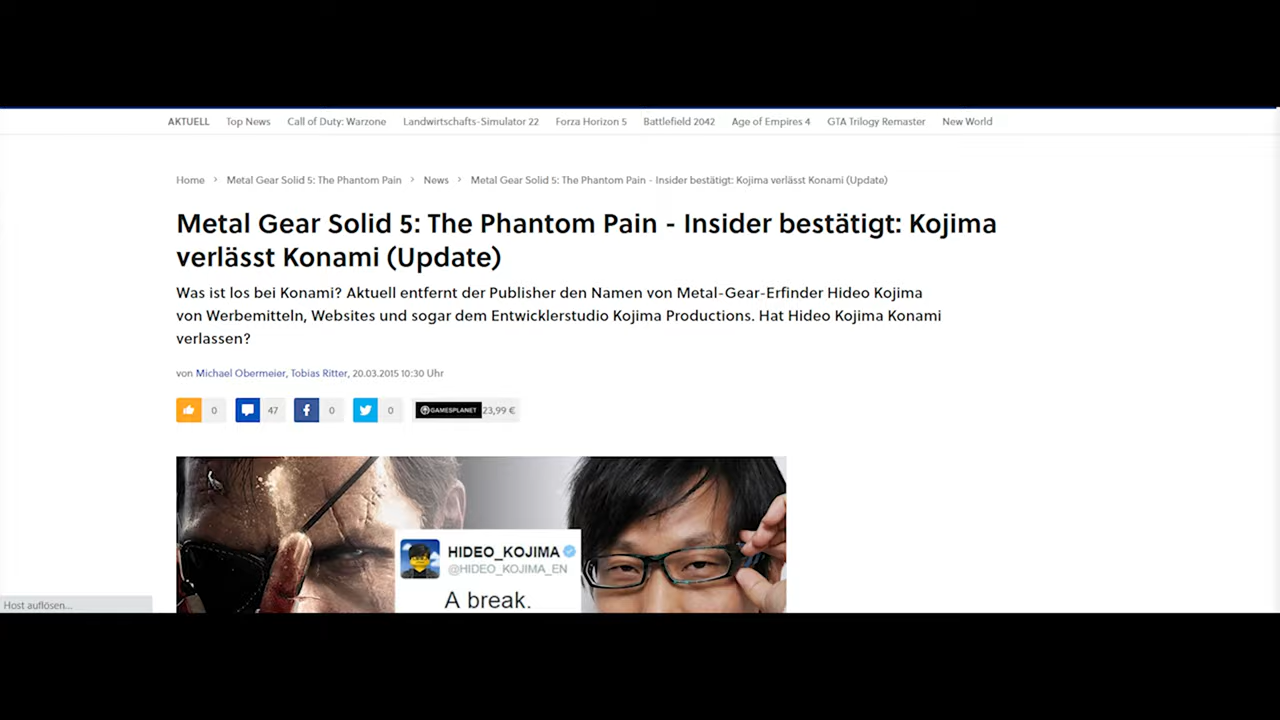 AKTUELL Top News Call of Duty: Warzone Landwirtschafts-Simulator 22 Forza Horizon 5 Battlefield 2042 Age of Empires 4 GTA Trilogy Remaster New World
Home > Metal Gear Solid 5: The Phantom Pain > News > Metal Gear Solid 5: The Phantom Pain - Insider bestätigt: Kojima verlässt Konami (Update)
Metal Gear Solid 5: The Phantom Pain - Insider bestätigt: Kojima
verlässt Konami (Update)
Was ist los bei Konami? Aktuell entfernt der Publisher den Namen von Metal-Gear-Erfinder Hideo Kojima
von Werbemitteln, Websites und sogar dem Entwicklerstudio Kojima Productions. Hat Hideo Kojima Konami
verlassen?
von Michael Obermeier, Tobias Ritter, 20.03.2015 10:30 Uhr
0 47 0 0 GAMESPLANET 23,99 €
HIDEO_KOJIMA
@HIDEO_KOJIMA_EN
A break.
Host auflösen...